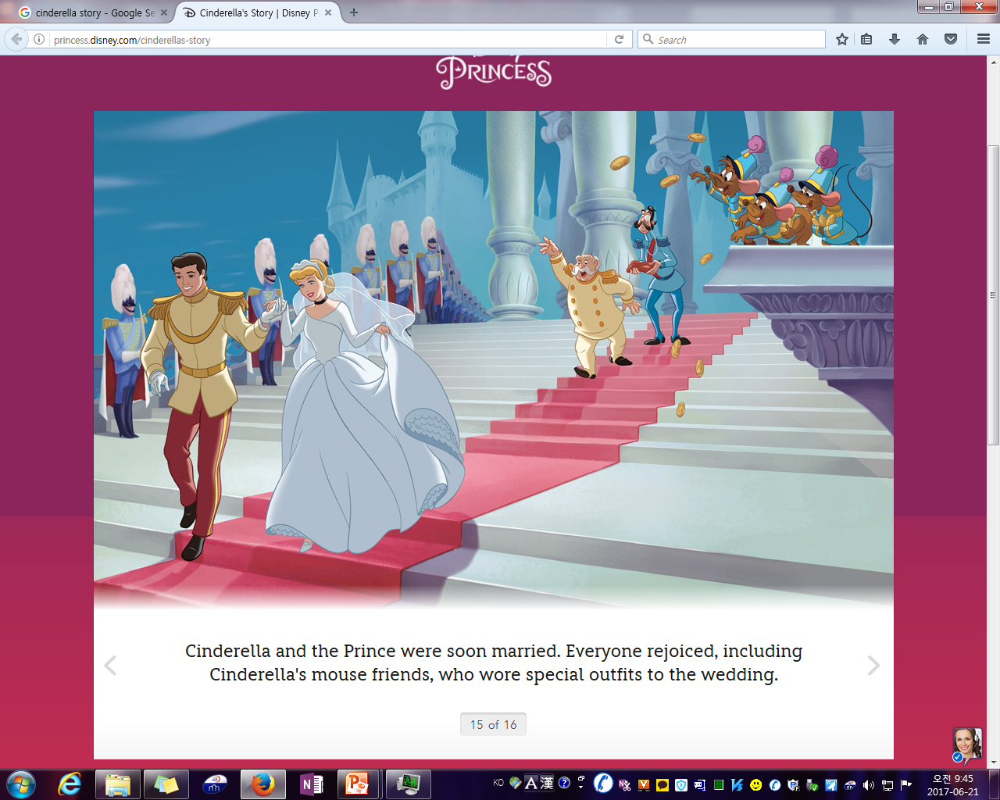 cinderella story - Google Se
Cinderella's Story | Disney P
princess.disney.com/cinderellas-story
Search
PRINCESS
Cinderella and the Prince were soon married. Everyone rejoiced, including
Cinderella's mouse friends, who wore special outfits to the wedding.
15 of 16
KO
A 漢
오전 9:45
2017-06-21